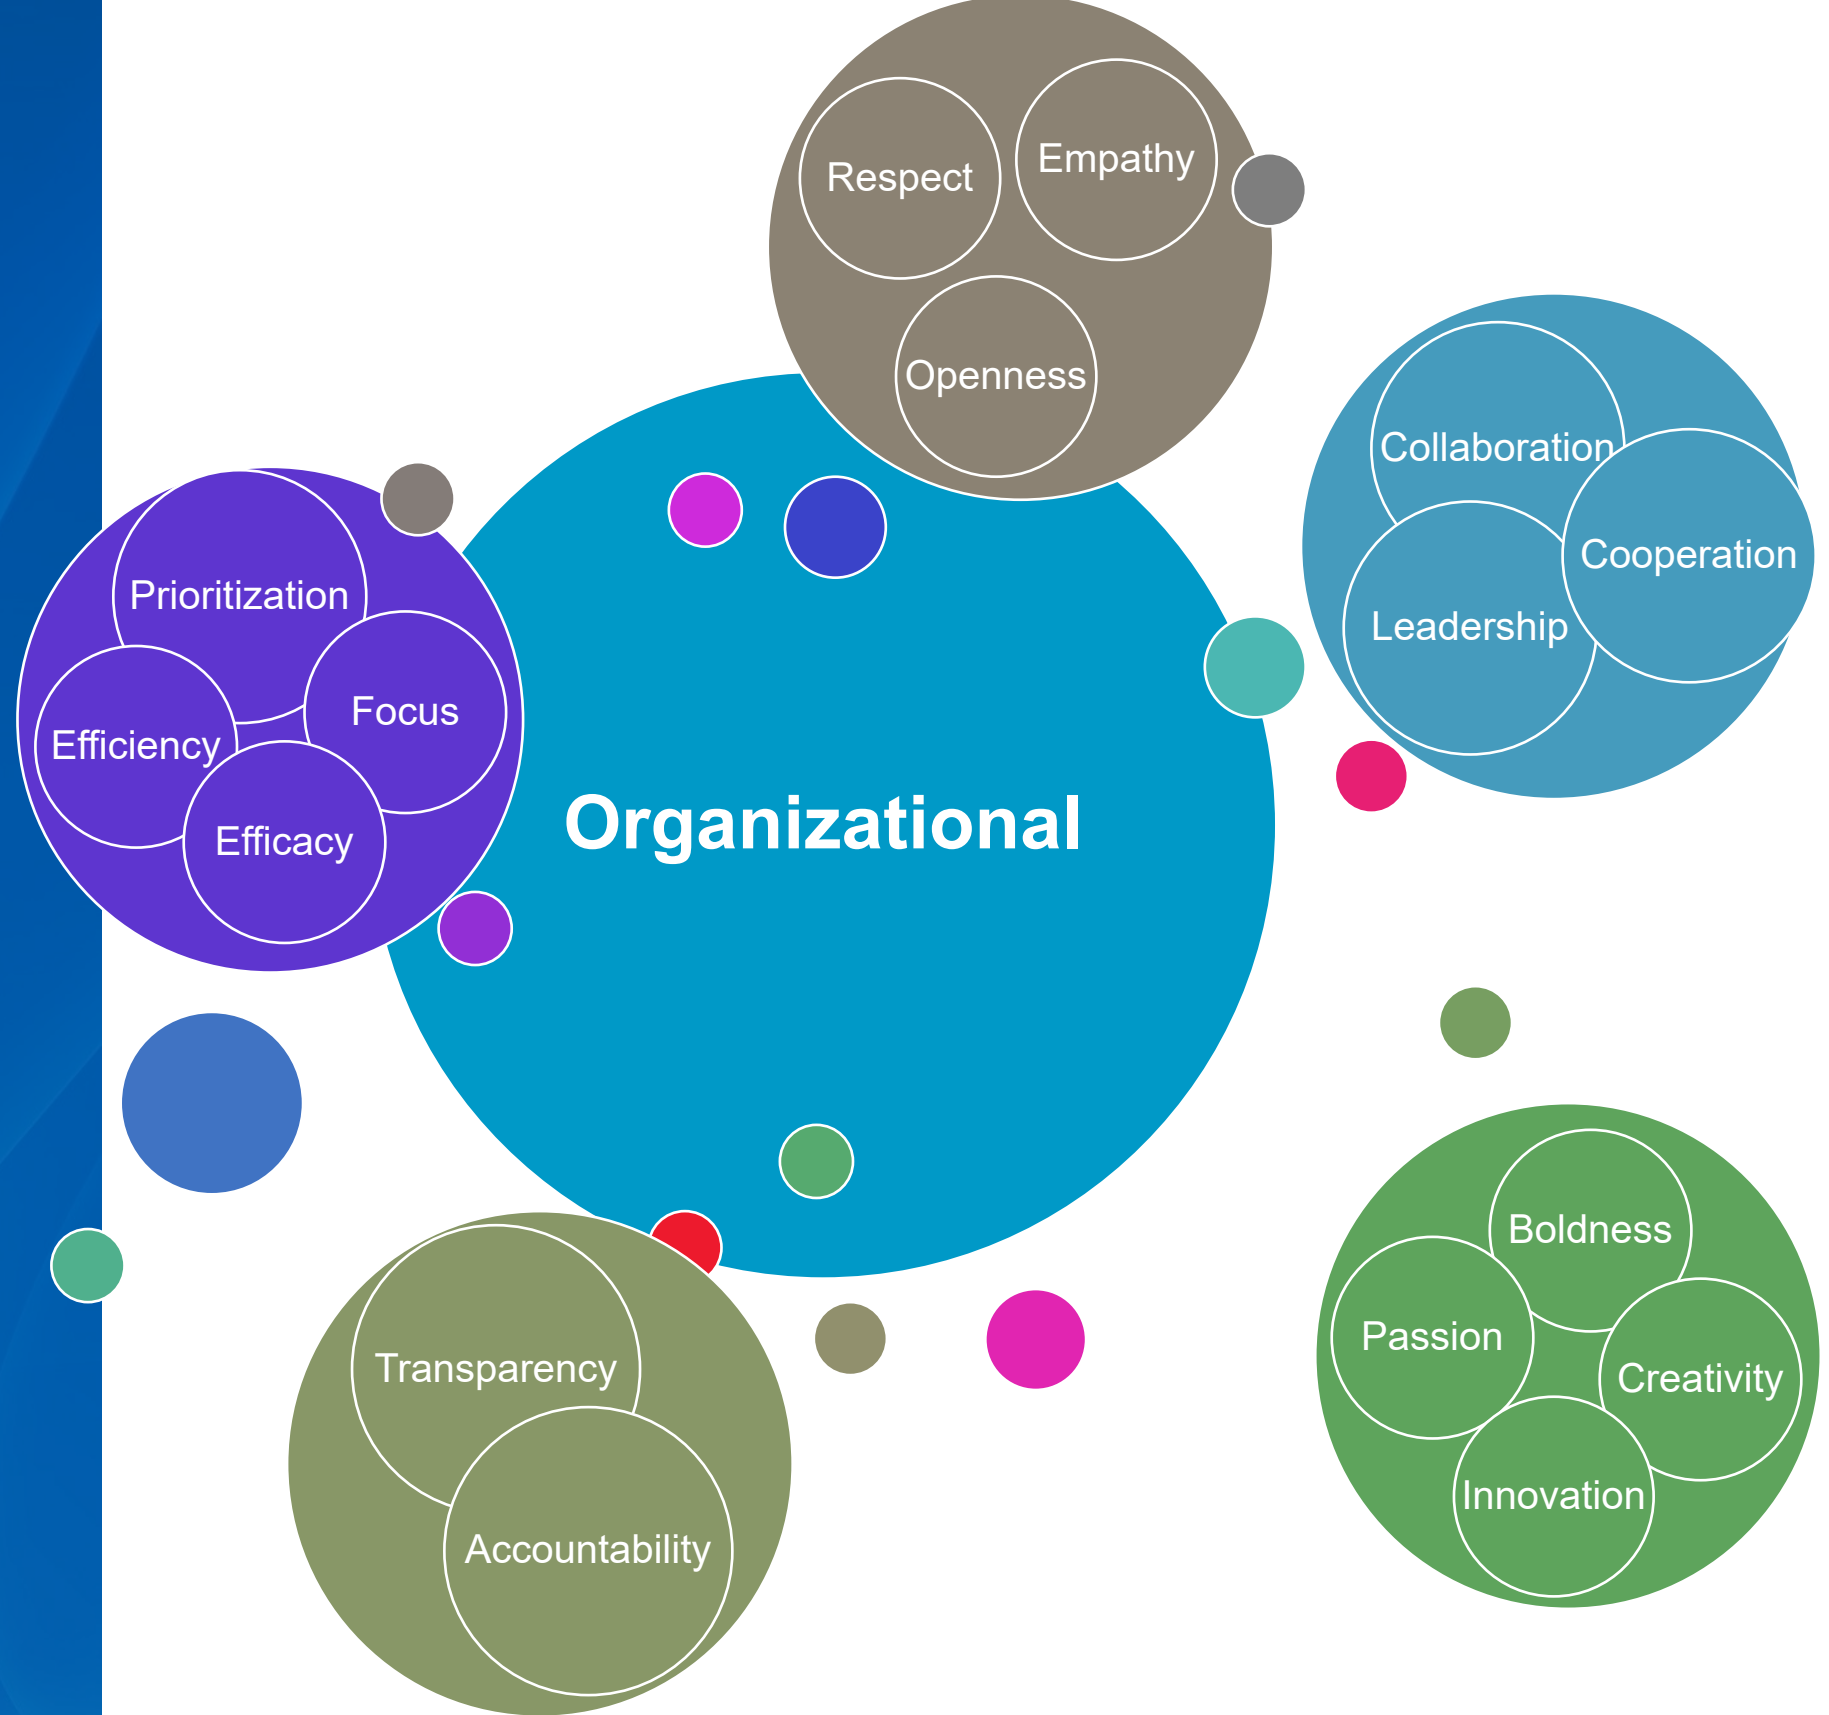 Respect
Empathy
Openness
Collaboration
Cooperation
Leadership
Prioritization
Focus
Efficiency
Efficacy
Organizational
Boldness
Passion
Creativity
Innovation
Transparency
Accountability